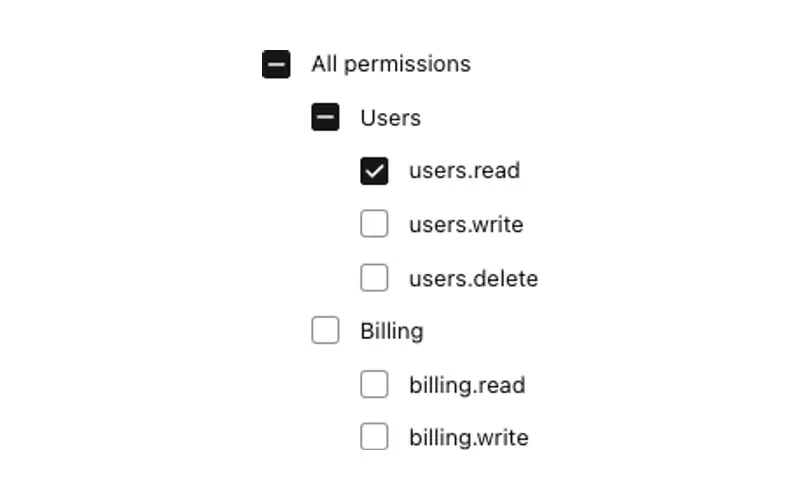 All permissions
Users
users.read
users.write
users.delete
Billing
billing.read
billing.write